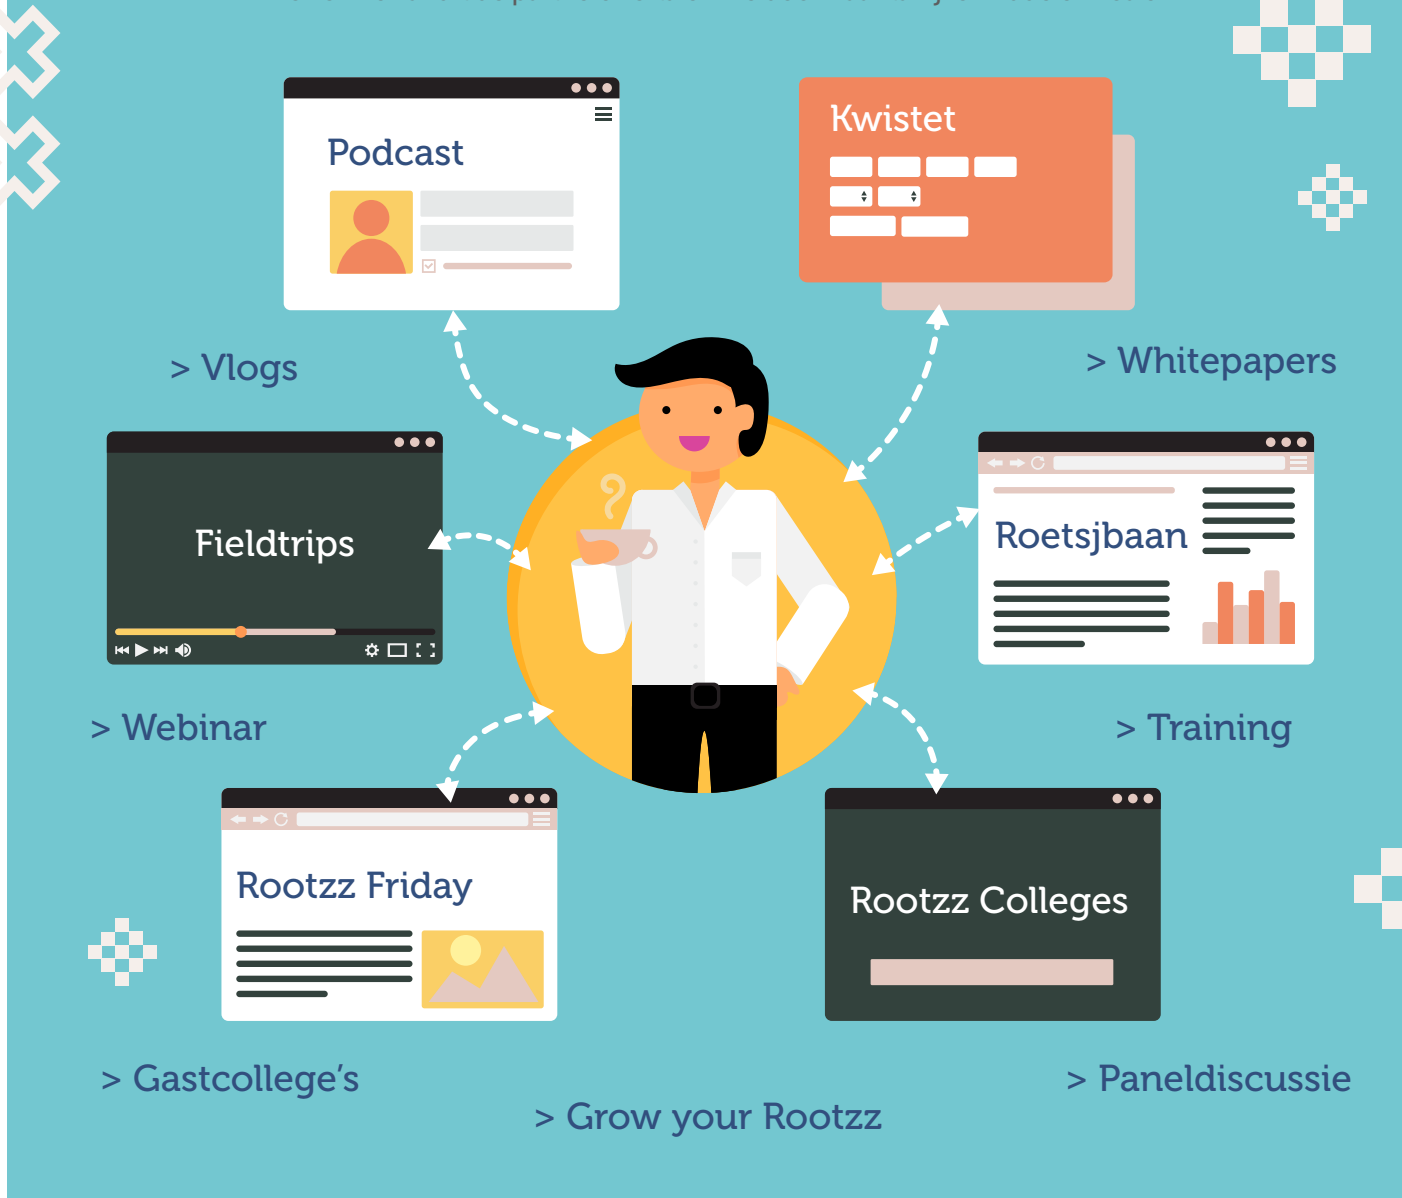 Podcast
Kwistet
> Vlogs
> Whitepapers
Fieldtrips
Roetsjbaan
> Webinar
> Training
Rootzz Friday
Rootzz Colleges
> Gastcollege's
> Paneldiscussie
> Grow your Rootzz